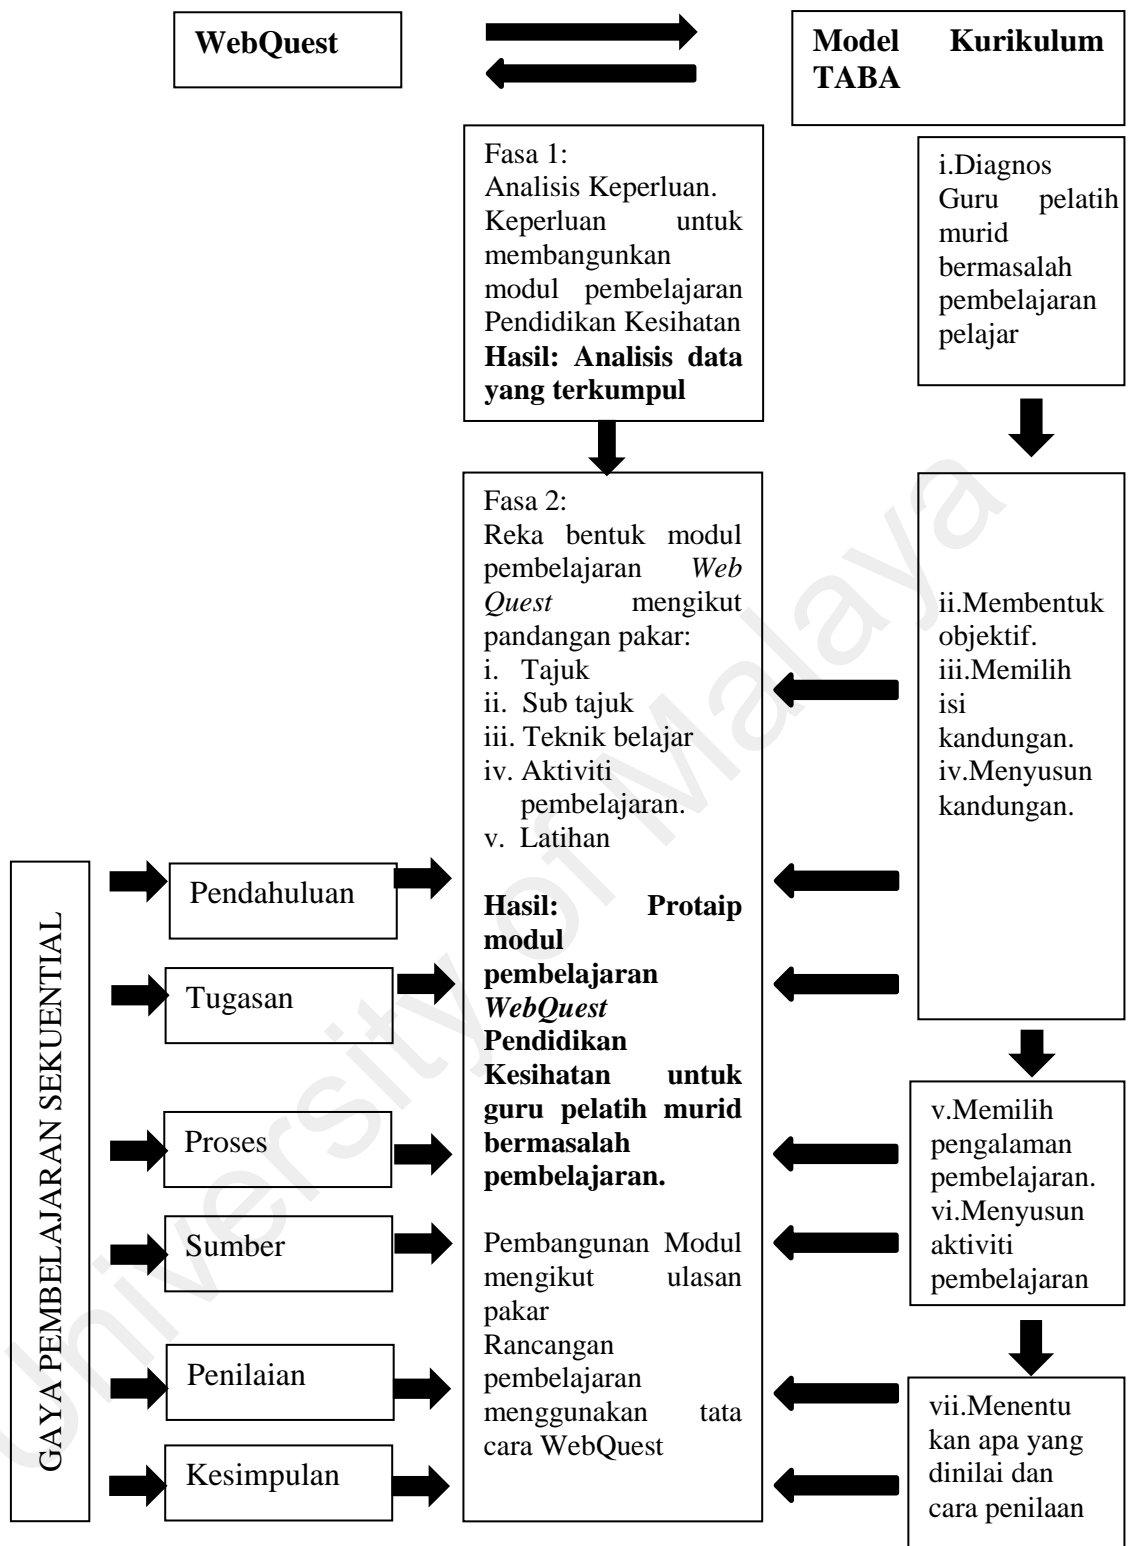 WebQuest
Model Kurikulum
TABA
Fasa 1:
Analisis Keperluan.
Keperluan untuk
membangunkan
modul pembelajaran
Pendidikan Kesihatan
Hasil: Analisis data
yang terkumpul
i.Diagnos
Guru pelatih
murid
bermasalah
pembelajaran
pelajar
Fasa 2:
Reka bentuk modul
pembelajaran Web
Quest mengikut
pandangan pakar:
i. Tajuk
ii. Sub tajuk
iii. Teknik belajar
iv. Aktiviti
pembelajaran.
v. Latihan
Hasil: Protaip
modul
pembelajaran
WebQuest
Pendidikan
Kesihatan untuk
guru pelatih murid
bermasalah
pembelajaran.
Pembangunan Modul
mengikut ulasan
pakar
Rancangan
pembelajaran
menggunakan tata
cara WebQuest
ii.Membentuk
objektif.
iii.Memilih
isi
kandungan.
iv.Menyusun
kandungan.
v.Memilih
pengalaman
pembelajaran.
vi.Menyusun
aktiviti
pembelajaran
vii.Menentu
kan apa yang
dinilai dan
cara penilaan
GAYA PEMBELAJARAN SEKUENTIAL
Pendahuluan
Tugasan
Proses
Sumber
Penilaian
Kesimpulan
University of Malaya